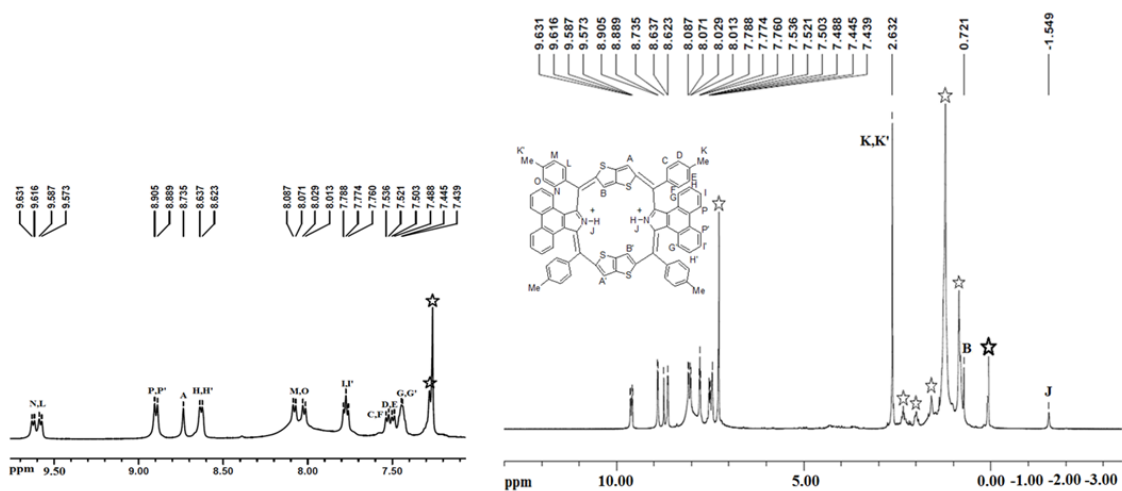 9.631
9.616
9.587
9.573
8.905
8.889
8.735
8.637
8.623
8.087
8.071
8.029
8.013
7.788
7.774
7.760
7.536
7.521
7.503
7.488
7.445
7.439
N,L
P,P'
A
H,H'
M,O
I,I'
C,F
D,E
G,G'
ppm 9.50 9.00 8.50 8.00 7.50
9.631
9.616
9.587
9.573
8.905
8.889
8.735
8.637
8.623
8.087
8.071
8.029
8.013
7.788
7.774
7.760
7.536
7.521
7.503
7.488
7.445
7.439
2.632
0.721
-1.549
K,K'
B
J
K'
Me
M
L
O
N
S
A
B
S
C
D
K
Me
E
F
H
G
I
P
P'
I'
G'
H'
+
N-H
J
+
H-N
J
S
B'
A'
S
Me
Me
ppm 10.00 5.00 0.00 -1.00 -2.00 -3.00